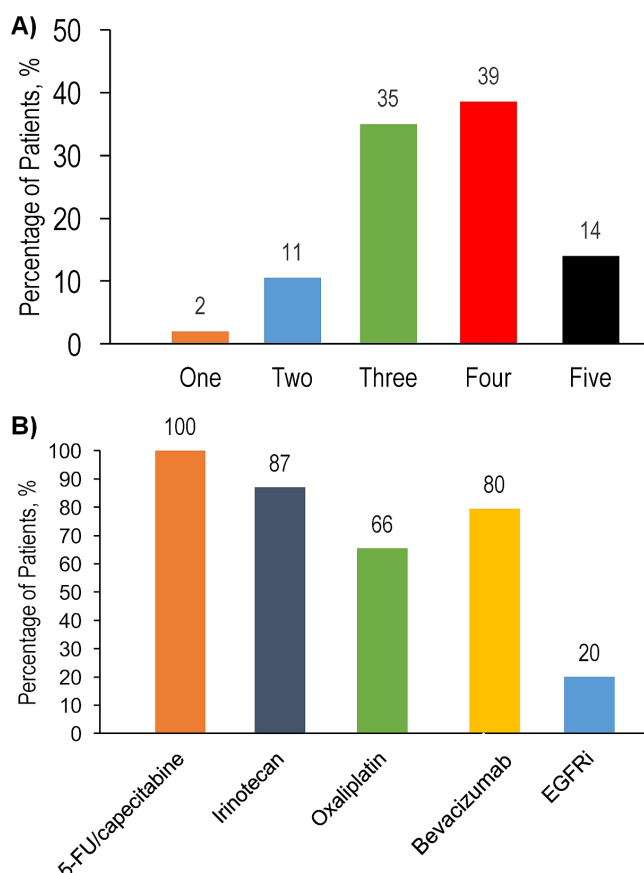 A)
Percentage of Patients, %
50
40
30
20
10
0
2
11
35
39
14
One Two Three Four Five
B)
Percentage of Patients, %
100
90
80
70
60
50
40
30
20
10
0
100
87
66
80
20
5-FU/capecitabine
Irinotecan
Oxaliplatin
Bevacizumab
EGFRi